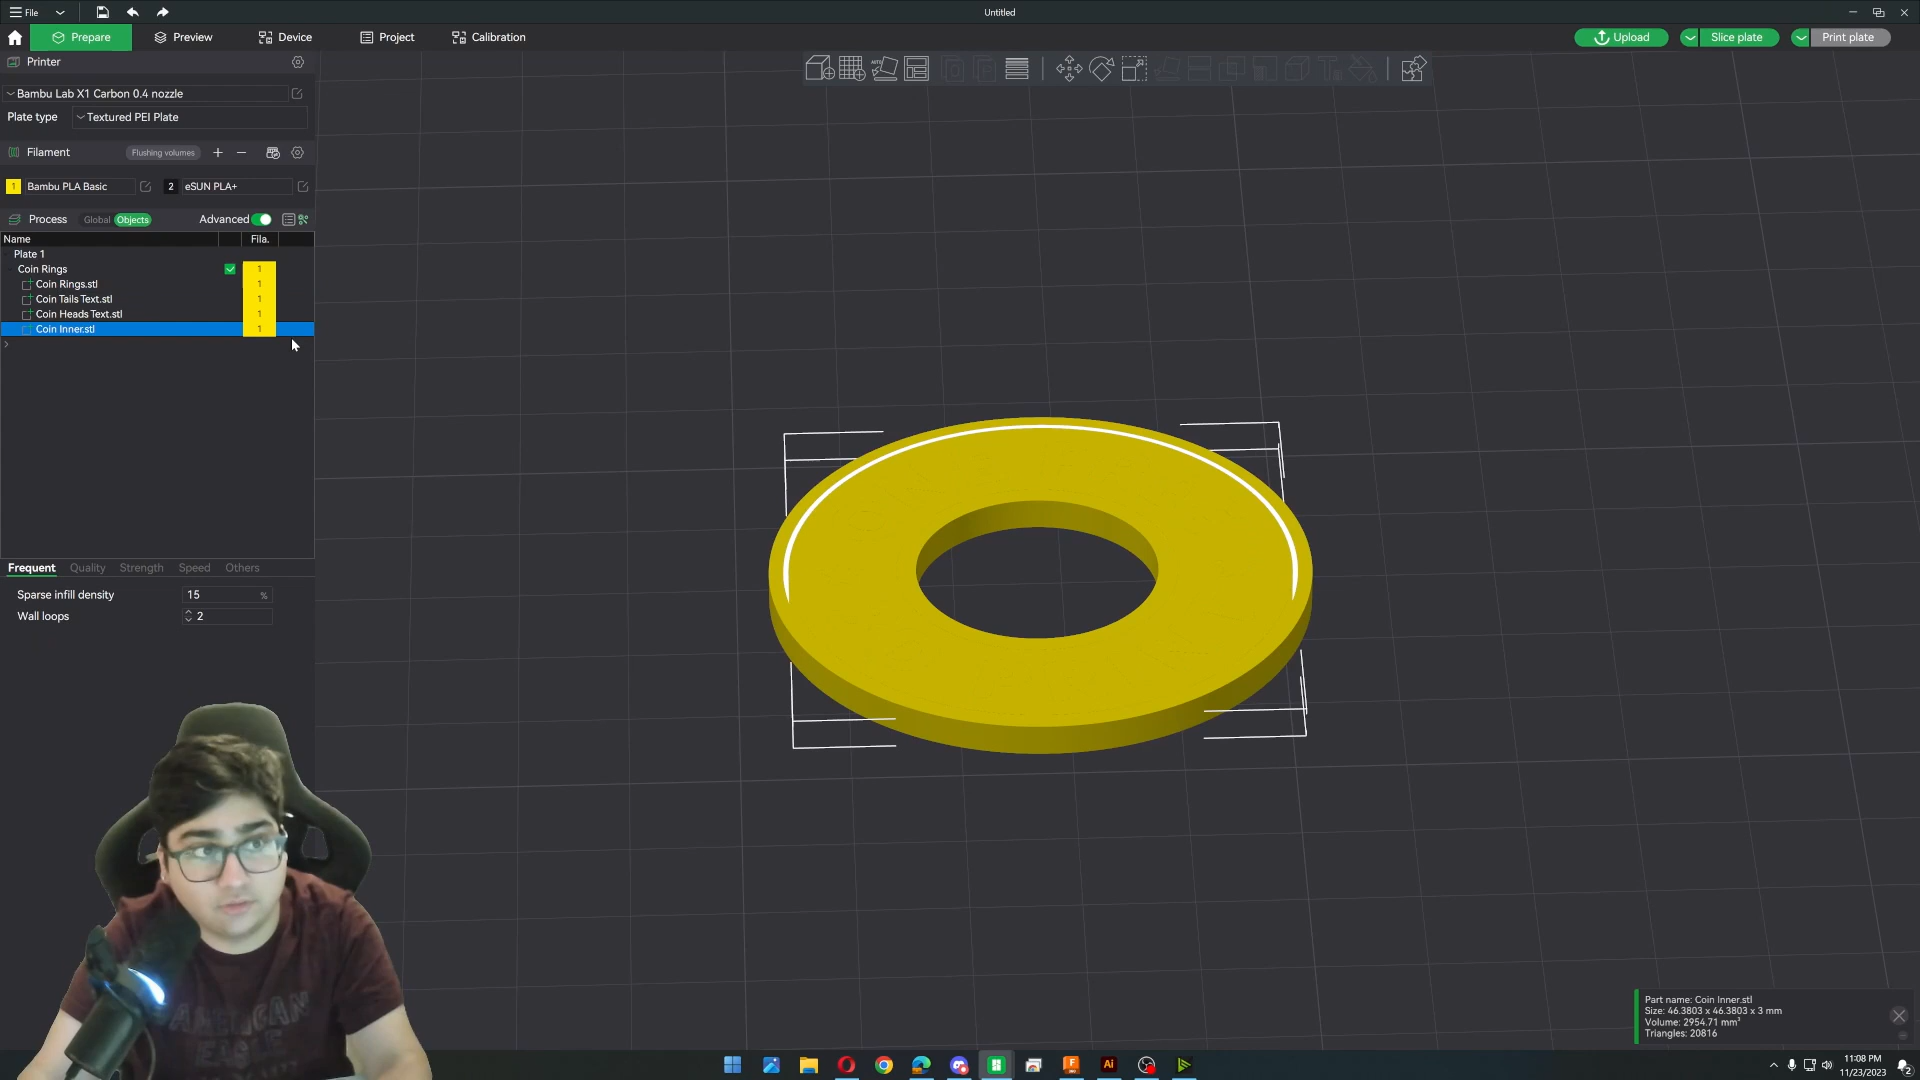 File
Untitled
Prepare
Preview
Device
Project
Calibration
Upload
Slice plate
Print plate
Printer
Bambu Lab X1 Carbon 0.4 nozzle
Plate type
Textured PEI Plate
Filament
Flushing volumes
1 Bambu PLA Basic
2 eSUN PLA+
Process
Global
Objects
Advanced
Name
Fila.
Plate 1
Coin Rings 1
Coin Rings.stl 1
Coin Tails Text.stl 1
Coin Heads Text.stl 1
Coin Inner.stl 1
Frequent
Quality
Strength
Speed
Others
Sparse infill density 15 %
Wall loops 2
AMERICAN
EAGLE
Part name: Coin Inner.stl
Size: 46.3803 x 46.3803 x 3 mm
Volume: 2954.71 mm³
Triangles: 20816
Ai
11:08 PM
11/23/2023
2